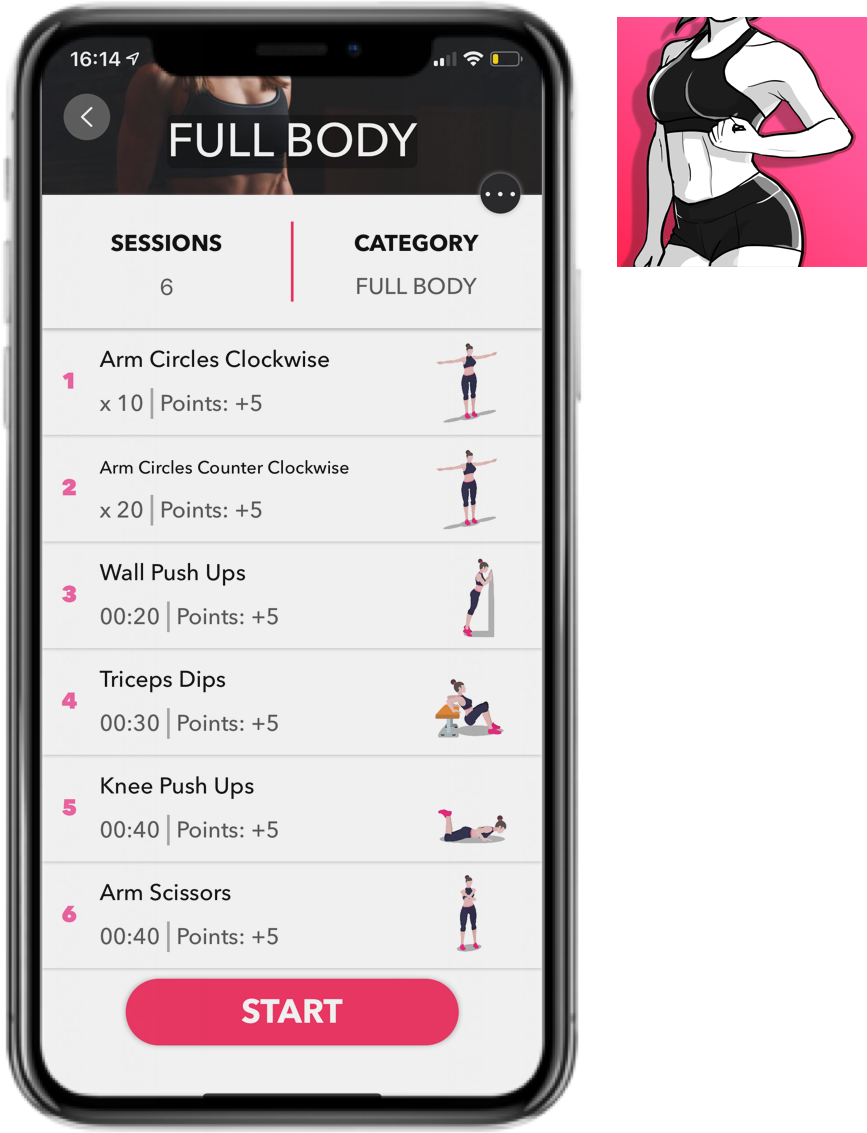 16:14
FULL BODY
SESSIONS
CATEGORY
6
FULL BODY
1
Arm Circles Clockwise
x 10 | Points: +5
2
Arm Circles Counter Clockwise
x 20 | Points: +5
3
Wall Push Ups
00:20 | Points: +5
4
Triceps Dips
00:30 | Points: +5
5
Knee Push Ups
00:40 | Points: +5
6
Arm Scissors
00:40 | Points: +5
START